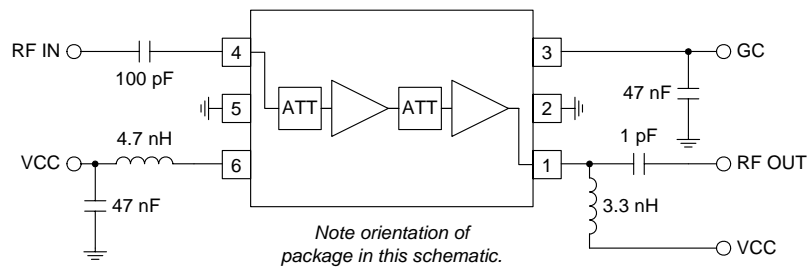 RF IN
100 pF
4
3
GC
47 nF
5
ATT
ATT
2
4.7 nH
1 pF
VCC
6
1
RF OUT
47 nF
3.3 nH
Note orientation of
package in this schematic.
VCC